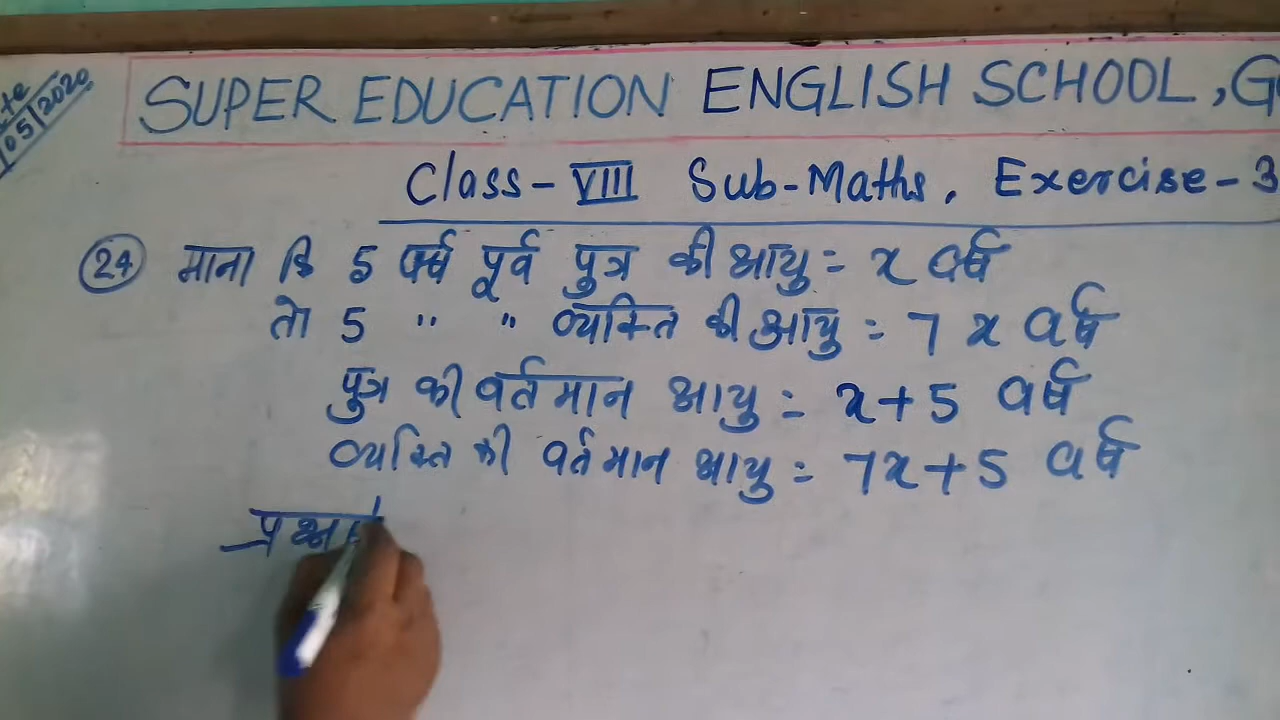 05/2020
SUPER EDUCATION ENGLISH SCHOOL,
Class-VIII Sub-Maths, Exercise-3
24 माना कि 5 वर्ष पूर्व पुत्र की आयु = x वर्ष
तो 5 " " व्यक्ति की आयु = 7x वर्ष
पुत्र की वर्तमान आयु = x+5 वर्ष
व्यक्ति की वर्तमान आयु = 7x+5 वर्ष